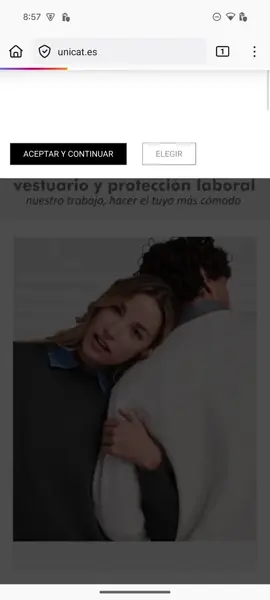 8:57
unicat.es
1
ACEPTAR Y CONTINUAR
ELEGIR
vestuario y protección laboral
nuestro trabajo, hacer el tuyo más cómodo